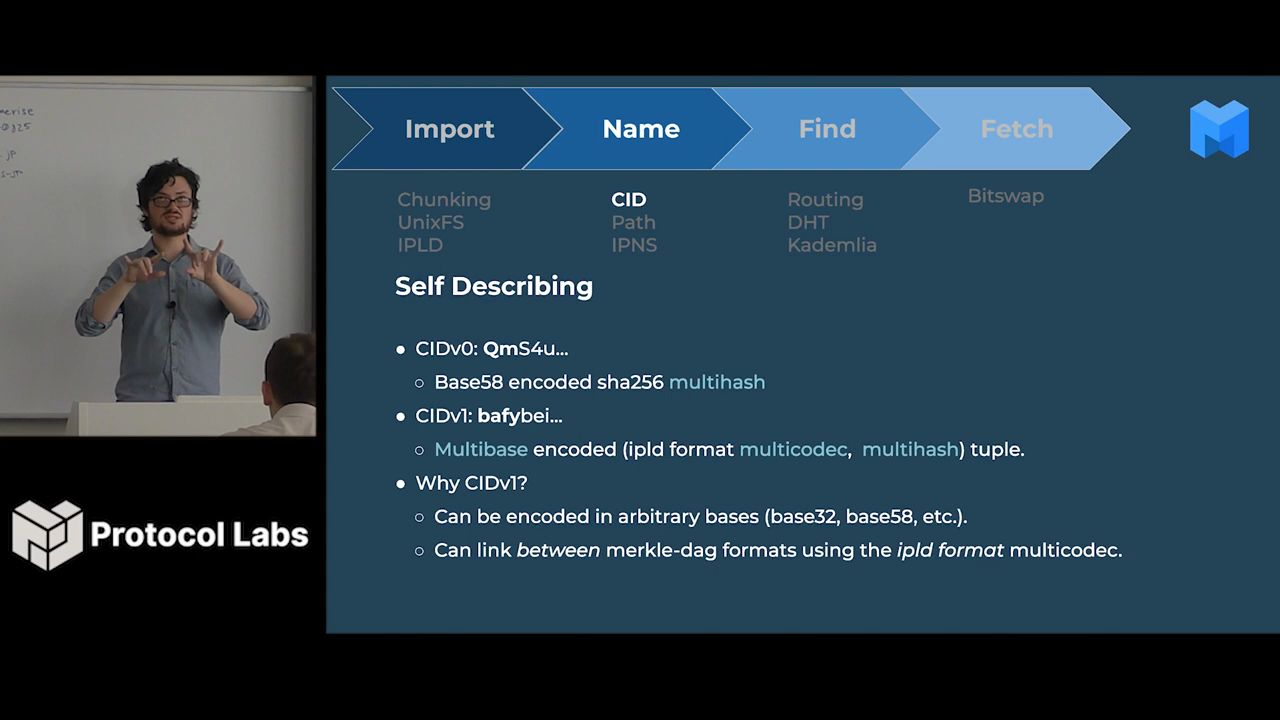 Import Name Find Fetch
Chunking CID Routing Bitswap
UnixFS Path DHT
IPLD IPNS Kademlia
Self Describing
● CIDv0: QmS4u...
○ Base58 encoded sha256 multihash
● CIDv1: bafybei...
○ Multibase encoded (ipld format multicodec, multihash) tuple.
● Why CIDv1?
○ Can be encoded in arbitrary bases (base32, base58, etc.).
○ Can link between merkle-dag formats using the ipld format multicodec.
Protocol Labs